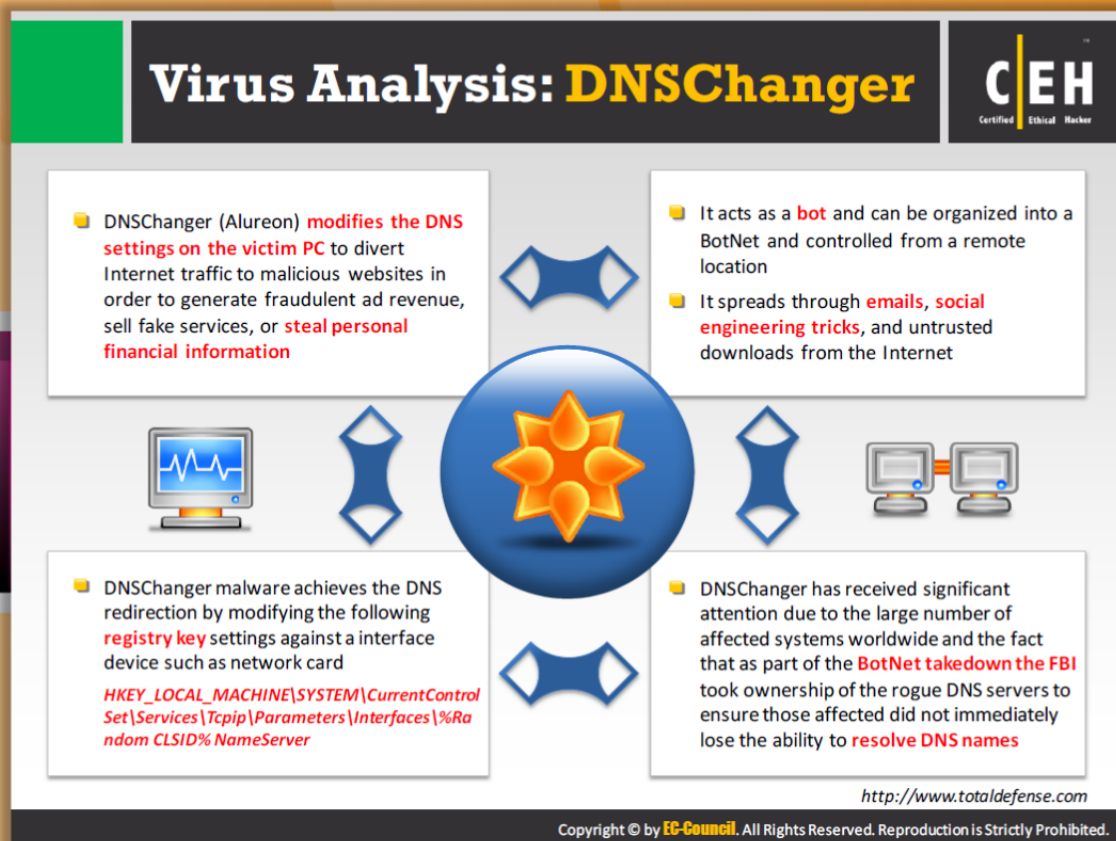 Virus Analysis: DNSChanger
C|EH
™
Certified Ethical Hacker
DNSChanger (Alureon) modifies the DNS
settings on the victim PC to divert
Internet traffic to malicious websites in
order to generate fraudulent ad revenue,
sell fake services, or steal personal
financial information
It acts as a bot and can be organized into a
BotNet and controlled from a remote
location
It spreads through emails, social
engineering tricks, and untrusted
downloads from the Internet
DNSChanger malware achieves the DNS
redirection by modifying the following
registry key settings against a interface
device such as network card
HKEY_LOCAL_MACHINE\SYSTEM\CurrentControl
Set\Services\Tcpip\Parameters\Interfaces\%Ra
ndom CLSID% NameServer
DNSChanger has received significant
attention due to the large number of
affected systems worldwide and the fact
that as part of the BotNet takedown the FBI
took ownership of the rogue DNS servers to
ensure those affected did not immediately
lose the ability to resolve DNS names
http://www.totaldefense.com
Copyright © by EC-Council. All Rights Reserved. Reproduction is Strictly Prohibited.